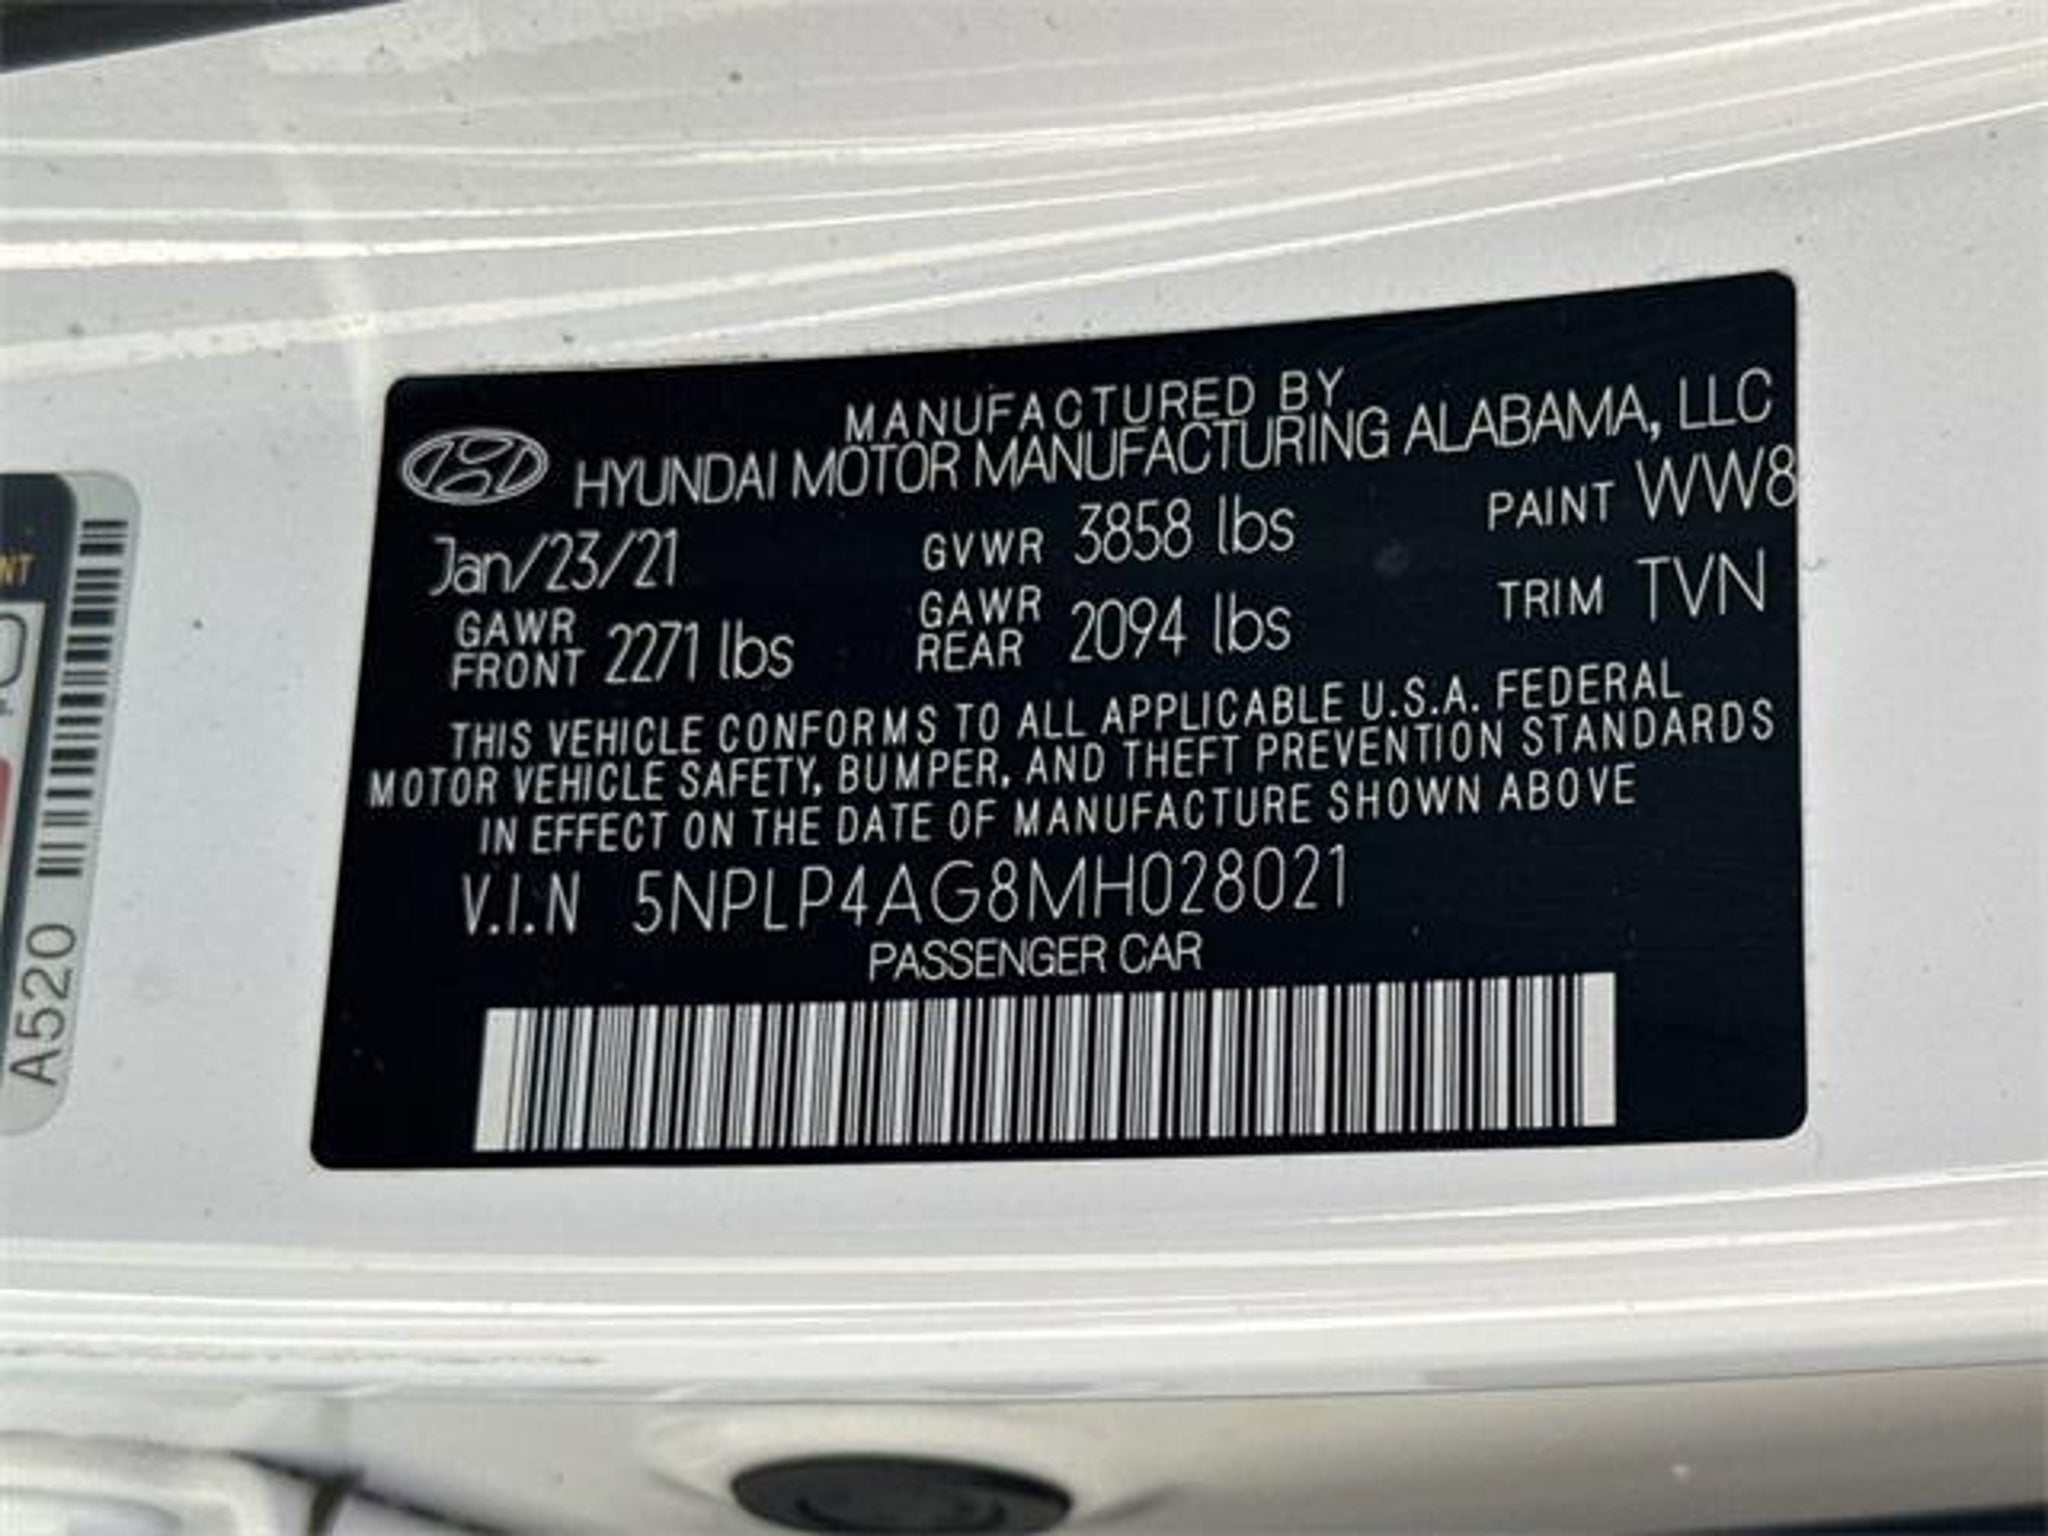 MANUFACTURED BY
HYUNDAI MOTOR MANUFACTURING ALABAMA, LLC
Jan/23/21 GVWR 3858 lbs PAINT WW8
GAWR FRONT 2271 lbs GAWR REAR 2094 lbs TRIM TVN
THIS VEHICLE CONFORMS TO ALL APPLICABLE U.S.A. FEDERAL
MOTOR VEHICLE SAFETY, BUMPER, AND THEFT PREVENTION STANDARDS
IN EFFECT ON THE DATE OF MANUFACTURE SHOWN ABOVE
V.I.N 5NPLP4AG8MH028021
PASSENGER CAR
A520